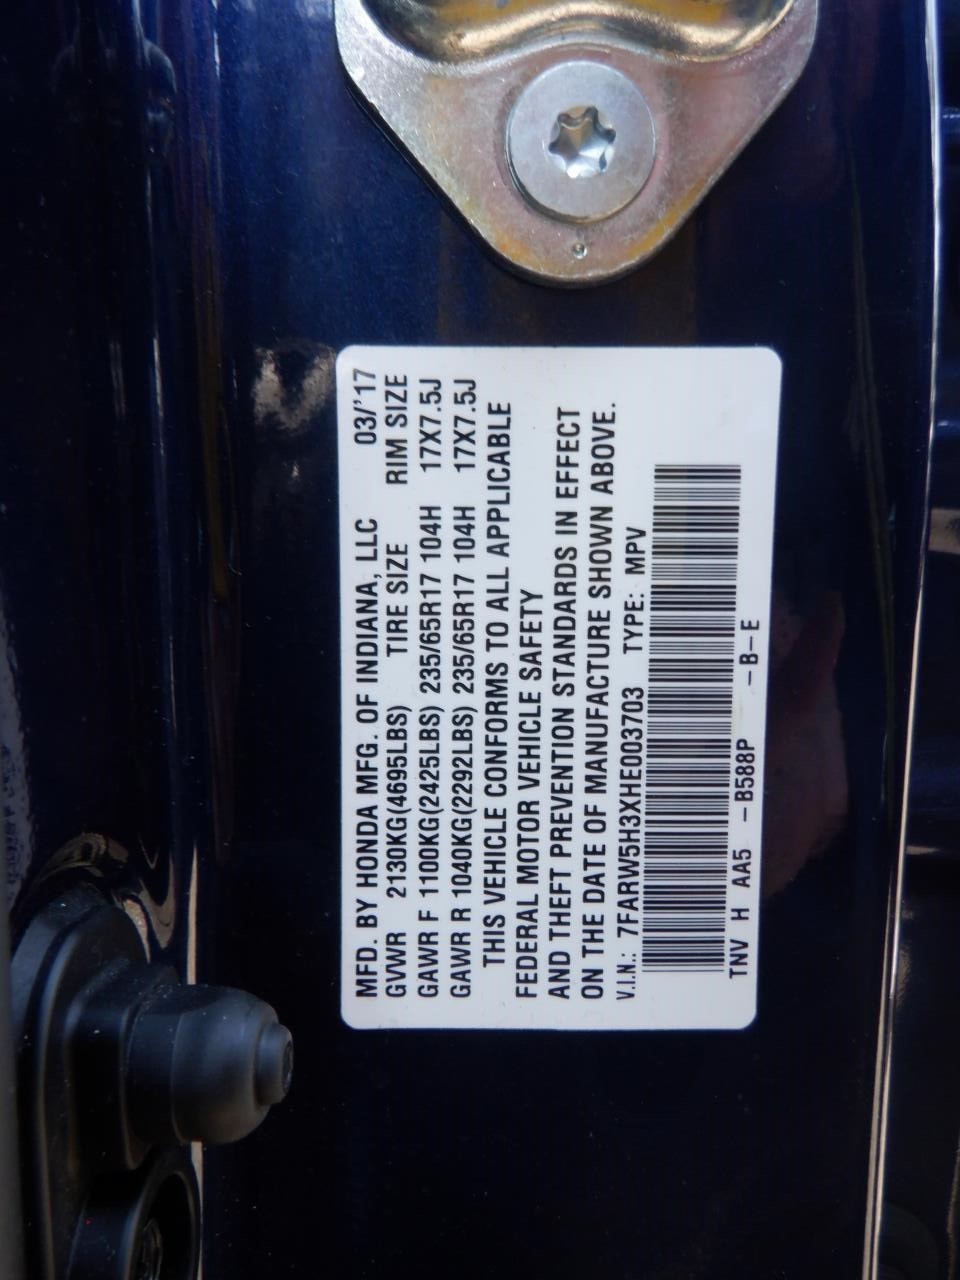 MFD. BY HONDA MFG. OF INDIANA, LLC 03/'17
GVWR 2130KG(4695LBS) TIRE SIZE RIM SIZE
GAWR F 1100KG(2425LBS) 235/65R17 104H 17X7.5J
GAWR R 1040KG(2292LBS) 235/65R17 104H 17X7.5J
THIS VEHICLE CONFORMS TO ALL APPLICABLE
FEDERAL MOTOR VEHICLE SAFETY
AND THEFT PREVENTION STANDARDS IN EFFECT
ON THE DATE OF MANUFACTURE SHOWN ABOVE.
V.I.N.: 7FARW5H3XHE003703 TYPE: MPV
TNV H AA5 -B588P -B-E